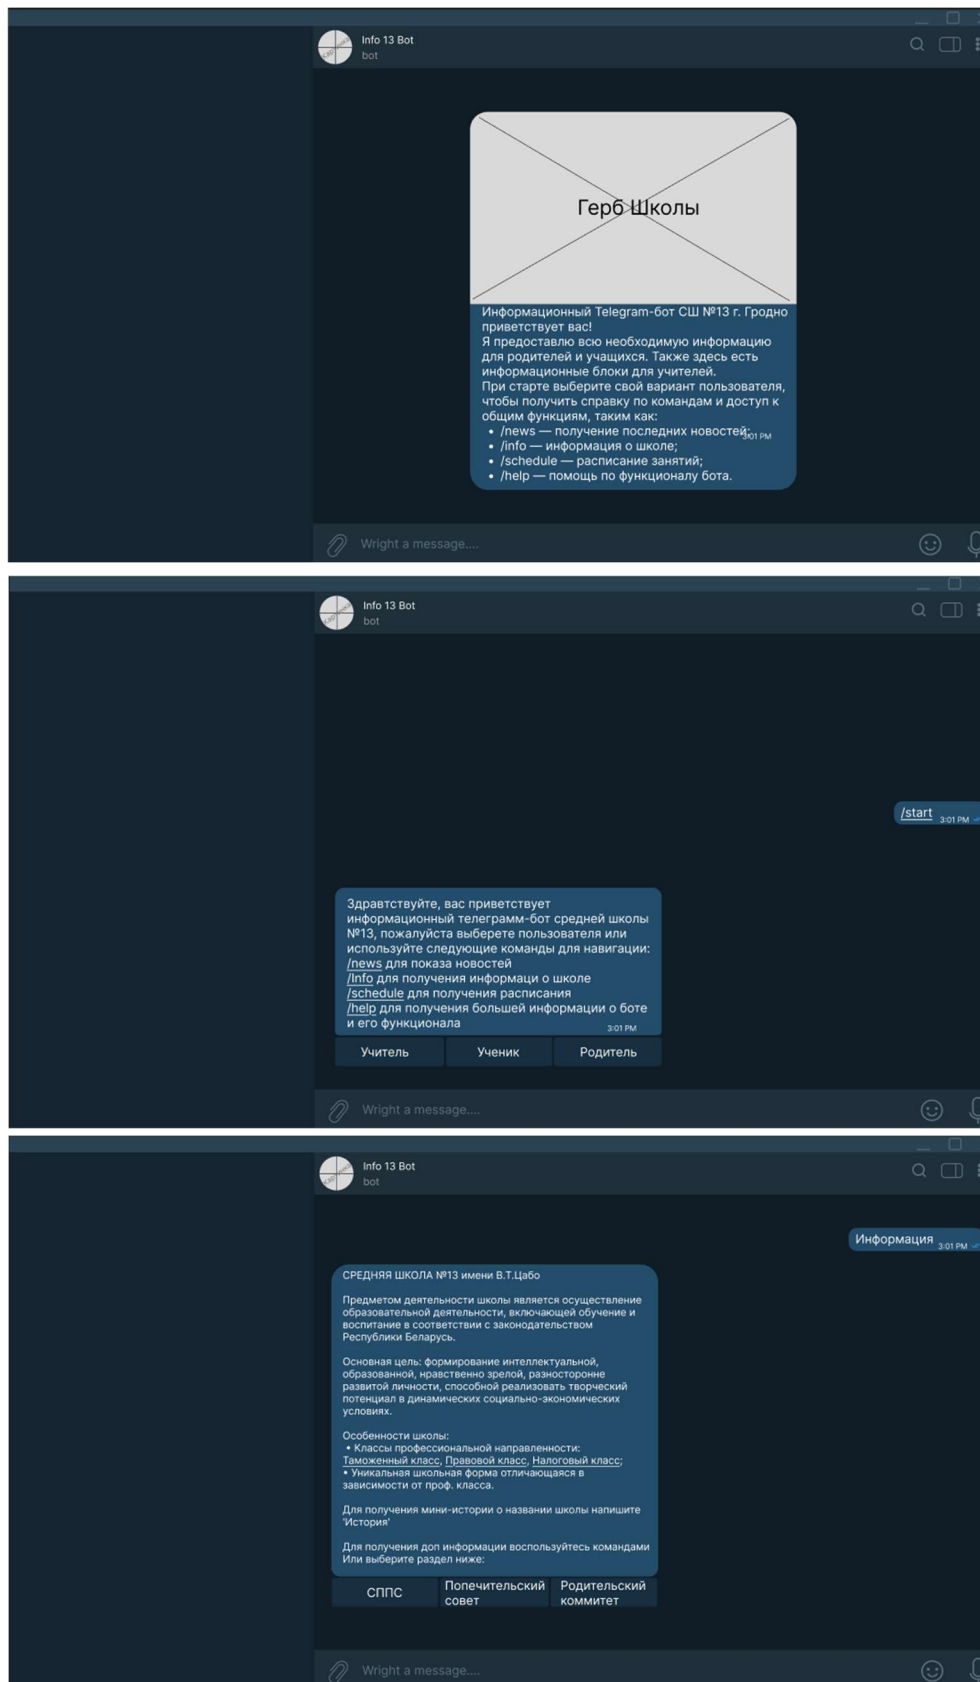 Info 13 Bot
bot
Герб Школы
Информационный Telegram-бот СШ №13 г. Гродно
приветствует вас!
Я предоставлю всю необходимую информацию
для родителей и учащихся. Также здесь есть
информационные блоки для учителей.
При старте выберите свой вариант пользователя,
чтобы получить справку по командам и доступ к
общим функциям, таким как:
• /news — получение последних новостей;
3:01 PM
• /info — информация о школе;
• /schedule — расписание занятий;
• /help — помощь по функционалу бота.
Wright a message....
Info 13 Bot
bot
/start 3:01 PM
Здравтствуйте, вас приветствует
информационный телеграмм-бот средней школы
№13, пожалуйста выберете пользователя или
используйте следующие команды для навигации:
/news для показа новостей
/Info для получения информаци о школе
/schedule для получения расписания
/help для получения большей информации о боте
и его функционала 3:01 PM
Учитель Ученик Родитель
Wright a message....
Info 13 Bot
bot
Информация 3:01 PM
СРЕДНЯЯ ШКОЛА №13 имени В.Т.Цабо
Предметом деятельности школы является осуществление
образовательной деятельности, включающей обучение и
воспитание в соответствии с законодательством
Республики Беларусь.
Основная цель: формирование интеллектуальной,
образованной, нравственно зрелой, разносторонне
развитой личности, способной реализовать творческий
потенциал в динамических социально-экономических
условиях.
Особенности школы:
• Классы профессиональной направленности:
Таможенный класс, Правовой класс, Налоговый класс;
• Уникальная школьная форма отличающаяся в
зависимости от проф. класса.
Для получения мини-истории о названии школы напишите
'История'
Для получения доп информации воспользуйтесь командами
Или выберите раздел ниже:
СППС Попечительский совет Родительский коммитет
Wright a message....